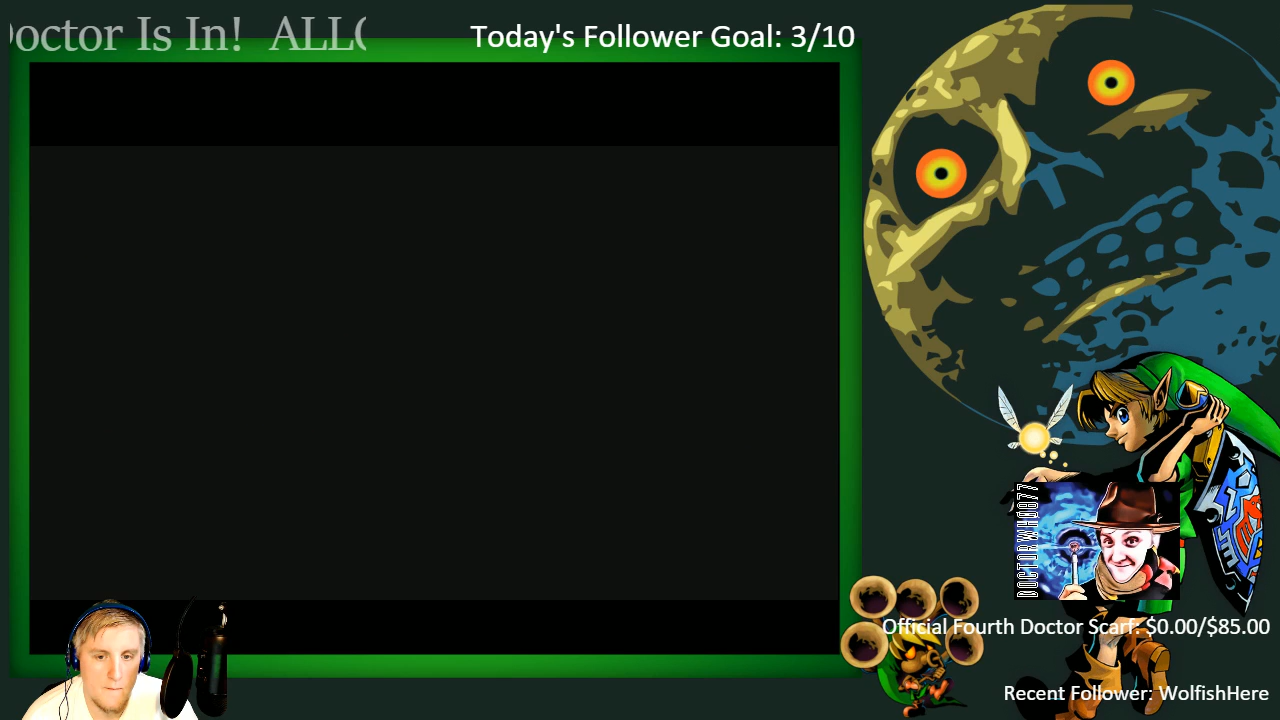 octor Is In! ALL
Today's Follower Goal: 3/10
DOCTORWHO877
Official Fourth Doctor Scarf: $0.00/$85.00
Recent Follower: WolfishHere